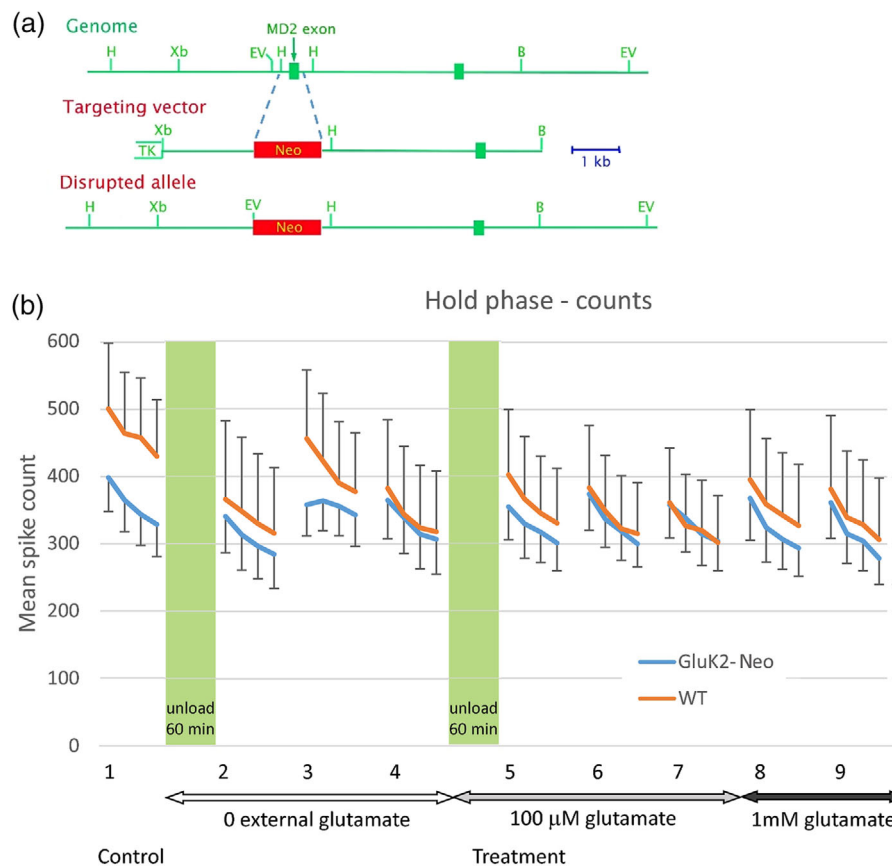 (a)
Genome
MD2 exon
H Xb EV H H B EV
Targeting vector
Xb
TK Neo H B
1 kb
Disrupted allele
H Xb EV H B EV
Neo
(b)
Hold phase - counts
Mean spike count
600
500
400
300
200
100
0
unload
60 min
unload
60 min
GluK2-Neo
WT
1 2 3 4 5 6 7 8 9
0 external glutamate 100 µM glutamate 1mM glutamate
Control Treatment